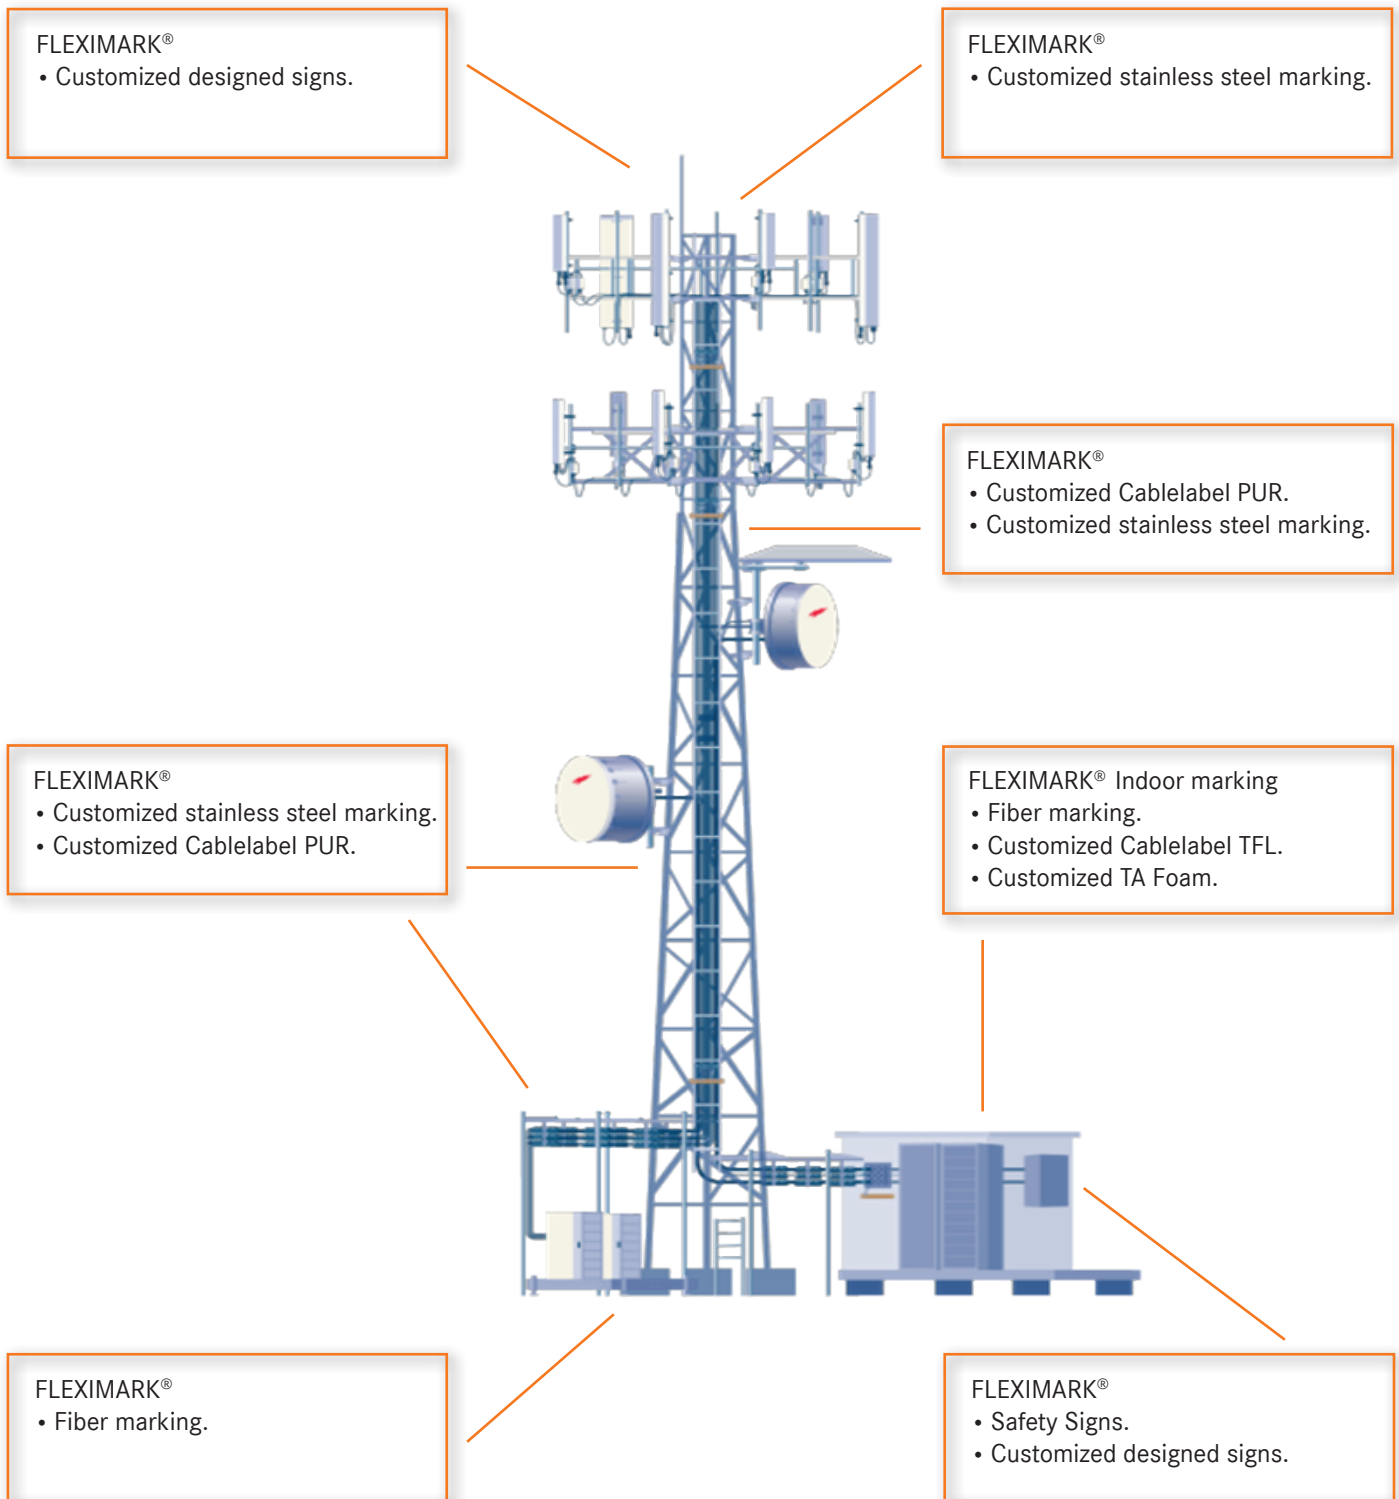 FLEXIMARK®
• Customized designed signs.
FLEXIMARK®
• Customized stainless steel marking.
FLEXIMARK®
• Customized Cablelabel PUR.
• Customized stainless steel marking.
FLEXIMARK®
• Customized stainless steel marking.
• Customized Cablelabel PUR.
FLEXIMARK® Indoor marking
• Fiber marking.
• Customized Cablelabel TFL.
• Customized TA Foam.
FLEXIMARK®
• Fiber marking.
FLEXIMARK®
• Safety Signs.
• Customized designed signs.